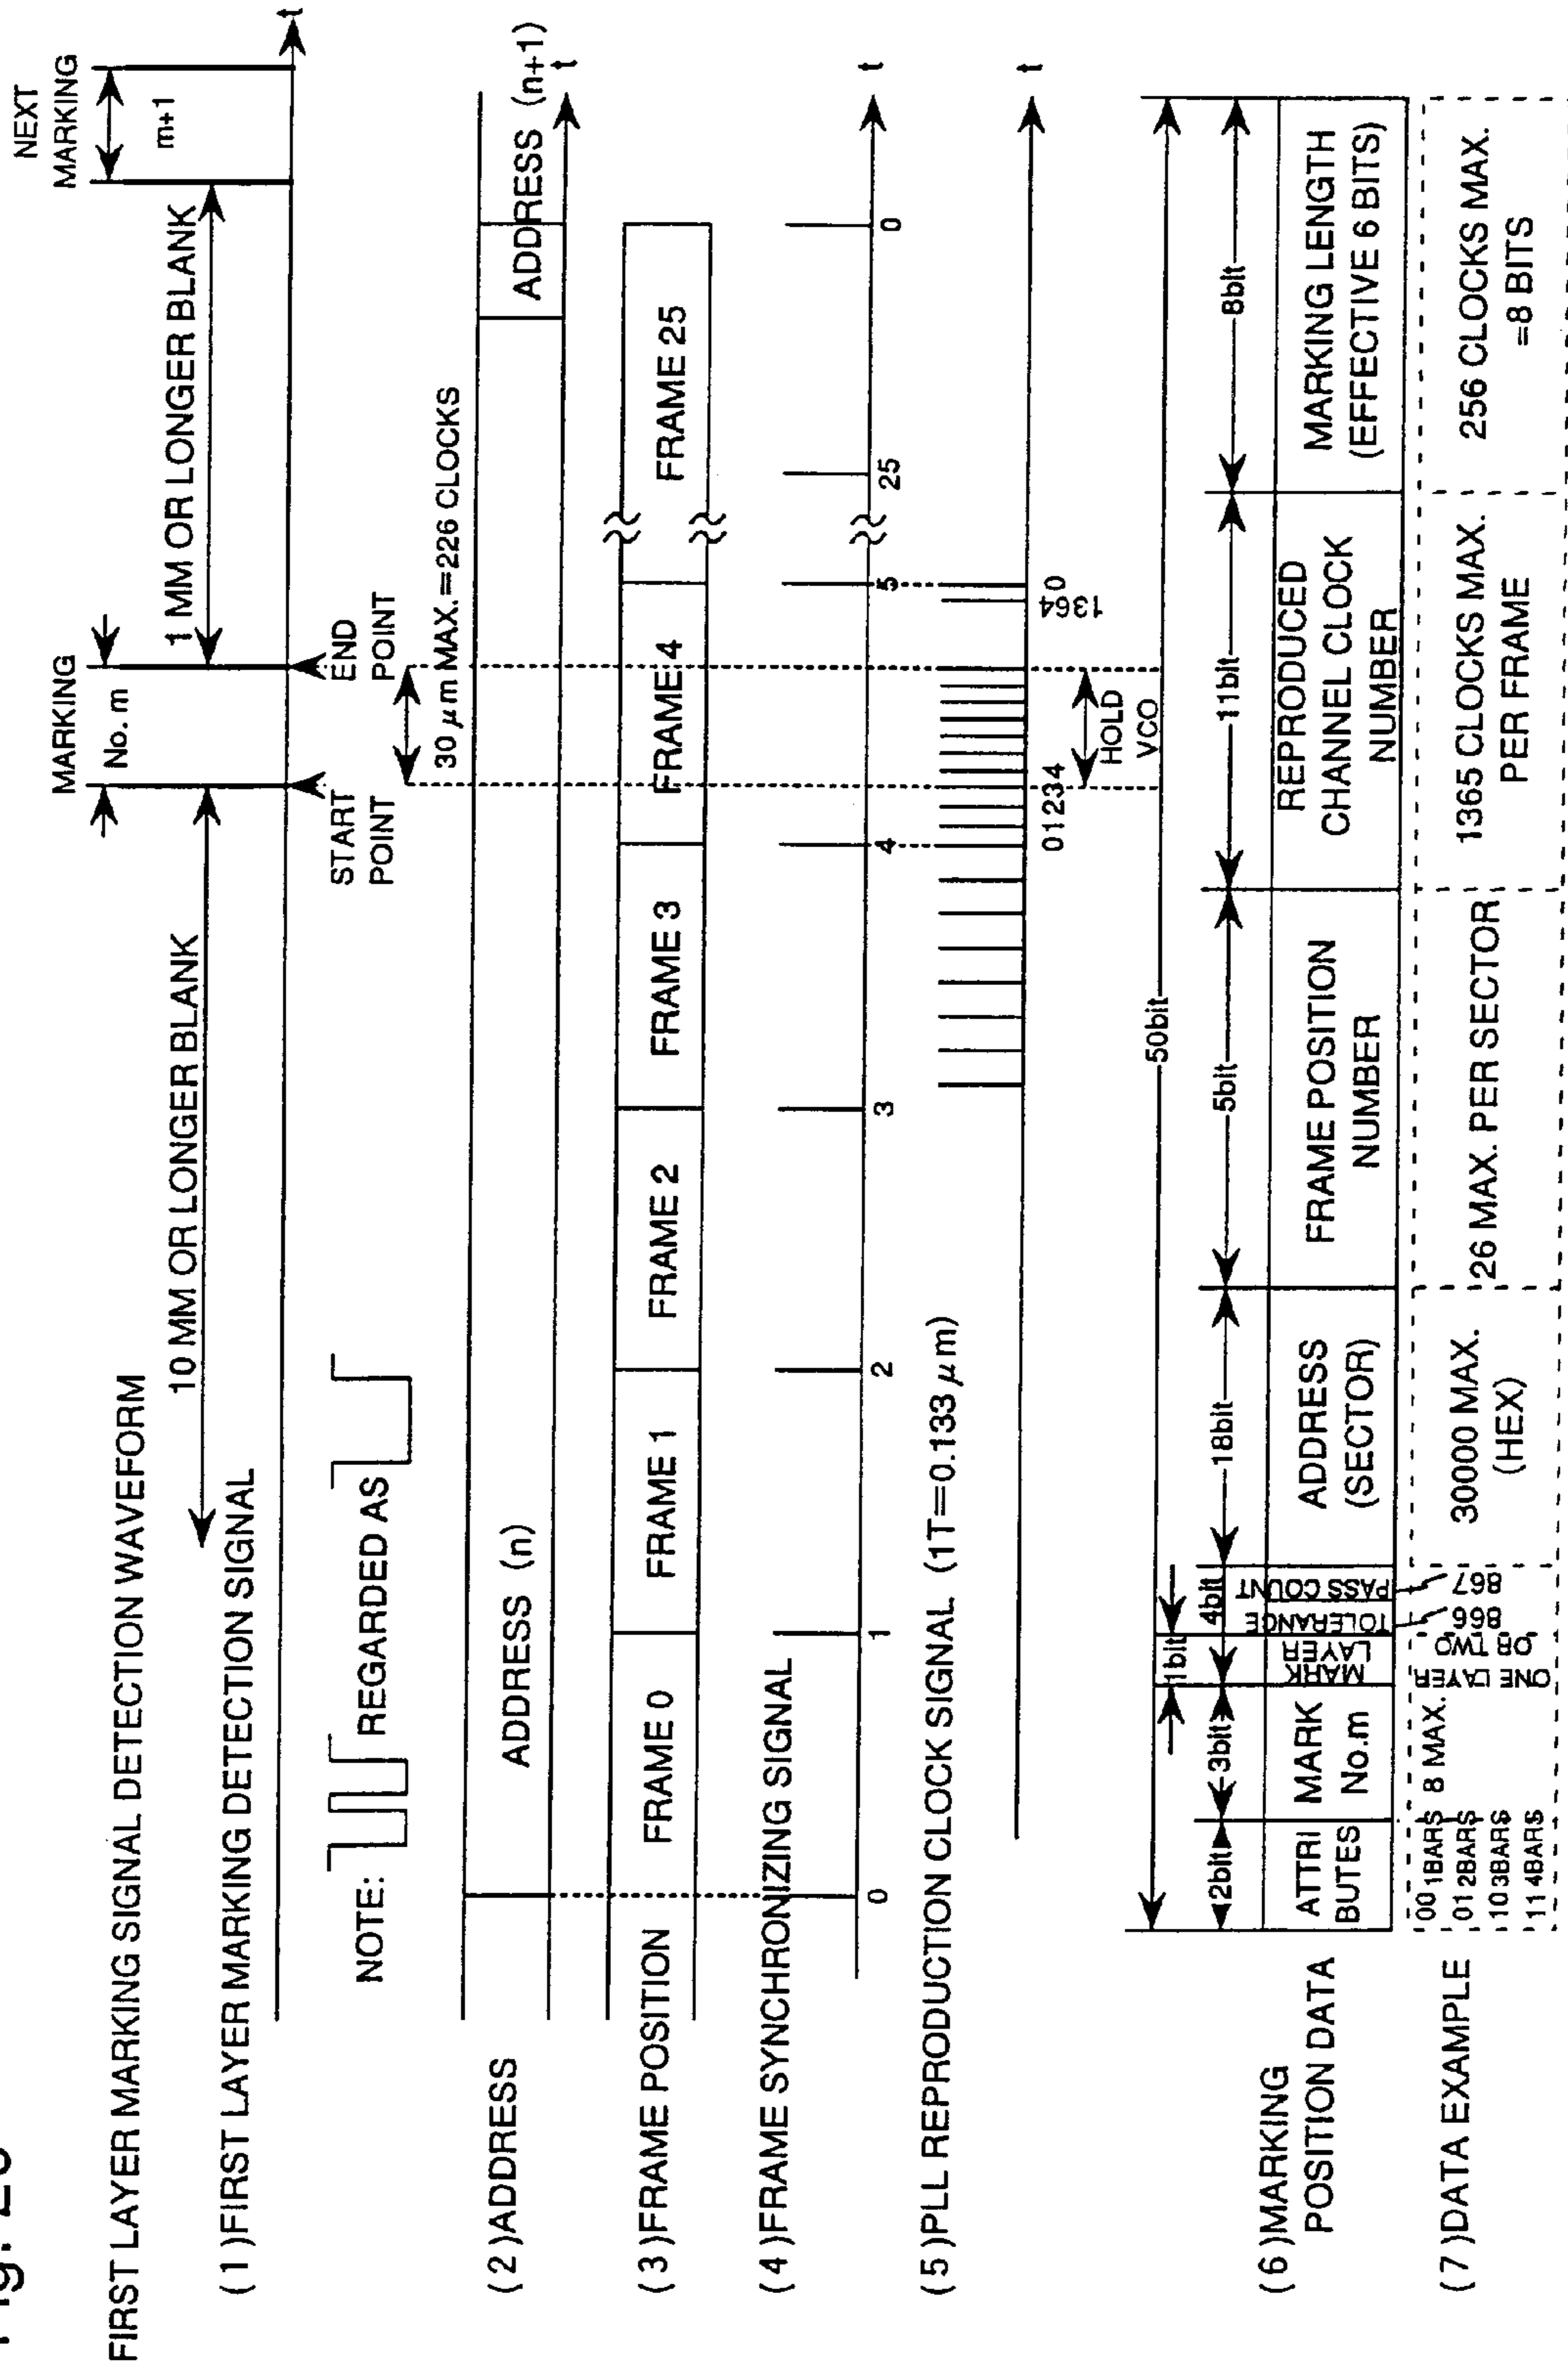 FIRST LAYER MARKING SIGNAL DETECTION WAVEFORM
NEXT
MARKING
MARKING
No. m
m+1
10 MM OR LONGER BLANK
1 MM OR LONGER BLANK
(1)FIRST LAYER MARKING DETECTION SIGNAL
t
START
POINT
END
POINT
NOTE:
REGARDED AS
30 μm MAX.=226 CLOCKS
(2)ADDRESS
ADDRESS (n)
ADDRESS (n+1)
t
(3)FRAME POSITION
FRAME 0
FRAME 1
FRAME 2
FRAME 3
FRAME 4
FRAME 25
(4)FRAME SYNCHRONIZING SIGNAL
0
1
2
3
4
5
25
0
t
(5)PLL REPRODUCTION CLOCK SIGNAL (1T=0.133 μm)
01234
1364
0
t
HOLD
VCO
50bit
1bit
2bit
3bit
4bit
18bit
5bit
11bit
8bit
(6)MARKING
POSITION DATA
ATTRI
BUTES
MARK
No.m
MARK
LAYER
TOLERANCE
PASS COUNT
ADDRESS
(SECTOR)
FRAME POSITION
NUMBER
REPRODUCED
CHANNEL CLOCK
NUMBER
MARKING LENGTH
(EFFECTIVE 6 BITS)
(7)DATA EXAMPLE
00 1BARS
01 2BARS
10 3BARS
11 4BARS
8 MAX.
ONE LAYER
OR TWO
866
867
30000 MAX.
(HEX)
26 MAX. PER SECTOR
1365 CLOCKS MAX.
PER FRAME
256 CLOCKS MAX.
=8 BITS